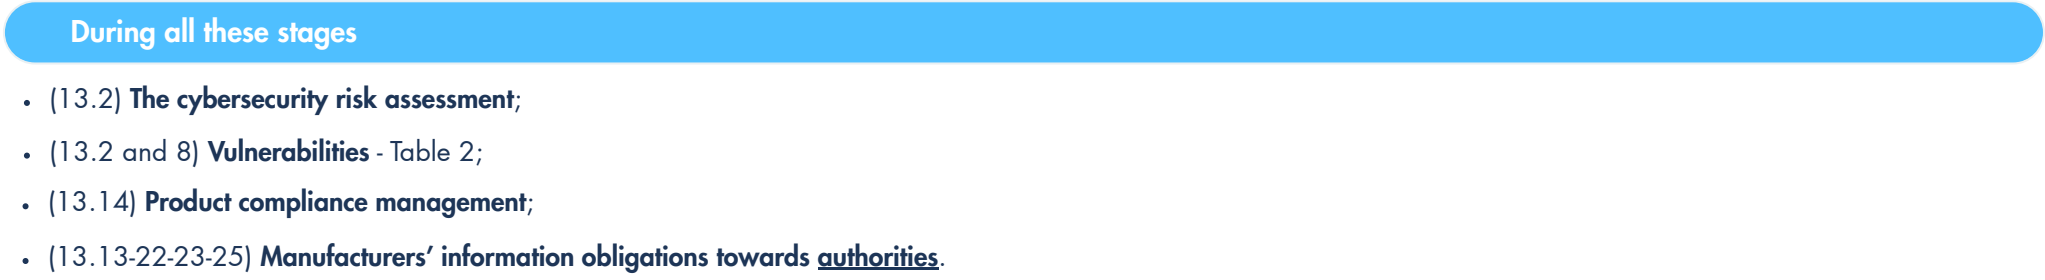 During all these stages
• (13.2) The cybersecurity risk assessment;
• (13.2 and 8) Vulnerabilities - Table 2;
• (13.14) Product compliance management;
• (13.13-22-23-25) Manufacturers’ information obligations towards authorities.